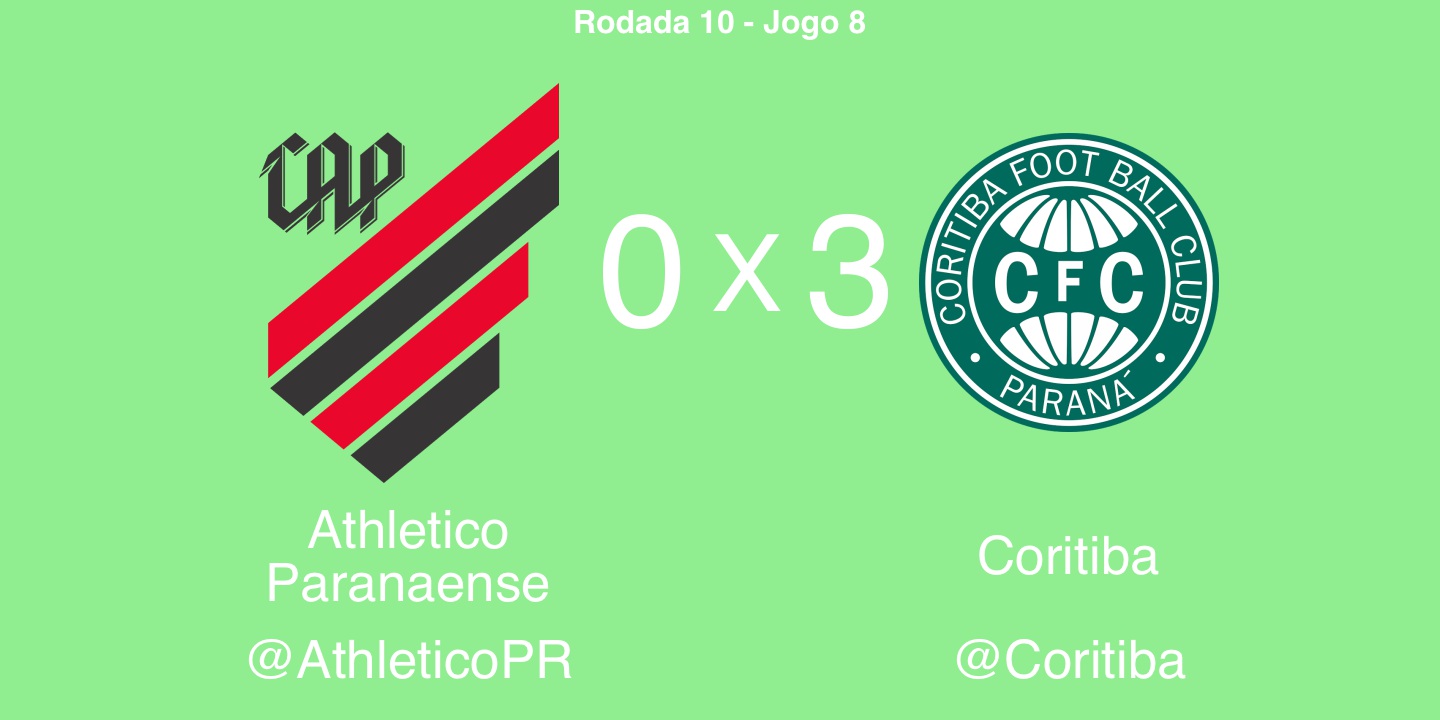 Rodada 10 - Jogo 8
CAP
0 X 3
CORITIBA FOOT BALL CLUB
CFC
PARANÁ
Athletico
Paranaense
Coritiba
@AthleticoPR
@Coritiba